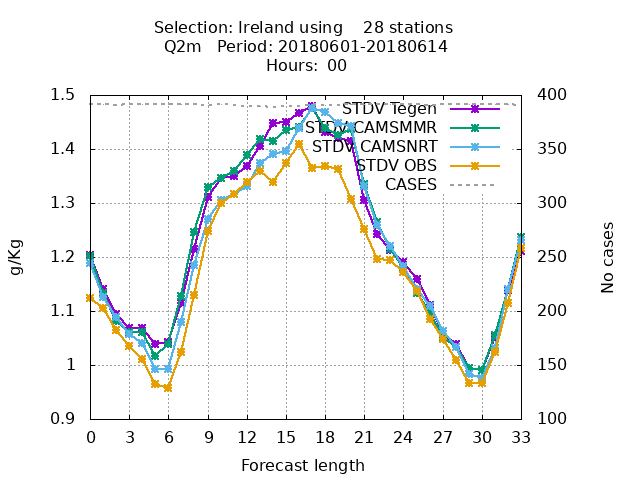 Selection: Ireland using    28 stations
Q2m   Period: 20180601-20180614
Hours:  00
1.5
1.4
1.3
1.2
1.1
1
0.9
g/Kg
STDV Tegen
STDV CAMSMMR
STDV CAMSNRT
STDV OBS
CASES
400
350
300
250
200
150
100
No cases
0 3 6 9 12 15 18 21 24 27 30 33
Forecast length